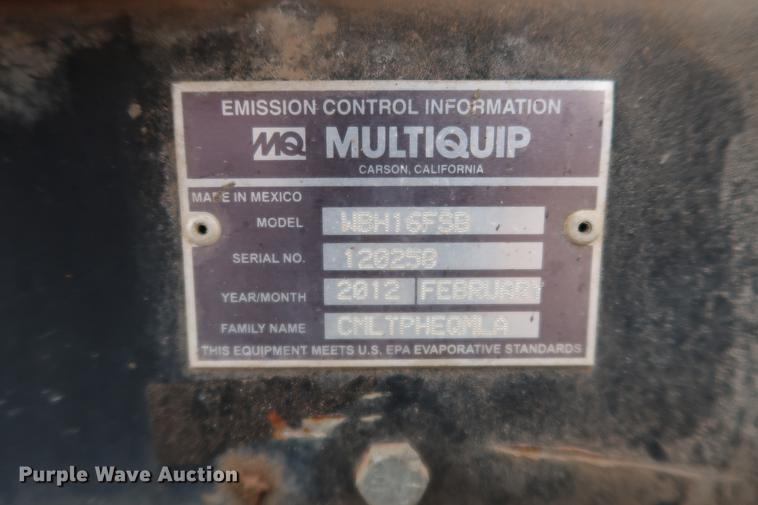 EMISSION CONTROL INFORMATION
MQ MULTIQUIP
CARSON, CALIFORNIA
MADE IN MEXICO
MODEL WBH16FSB
SERIAL NO. 120250
YEAR/MONTH 2012 FEBRUARY
FAMILY NAME CMLTPHEQMLA
THIS EQUIPMENT MEETS U.S. EPA EVAPORATIVE STANDARDS
Purple Wave Auction